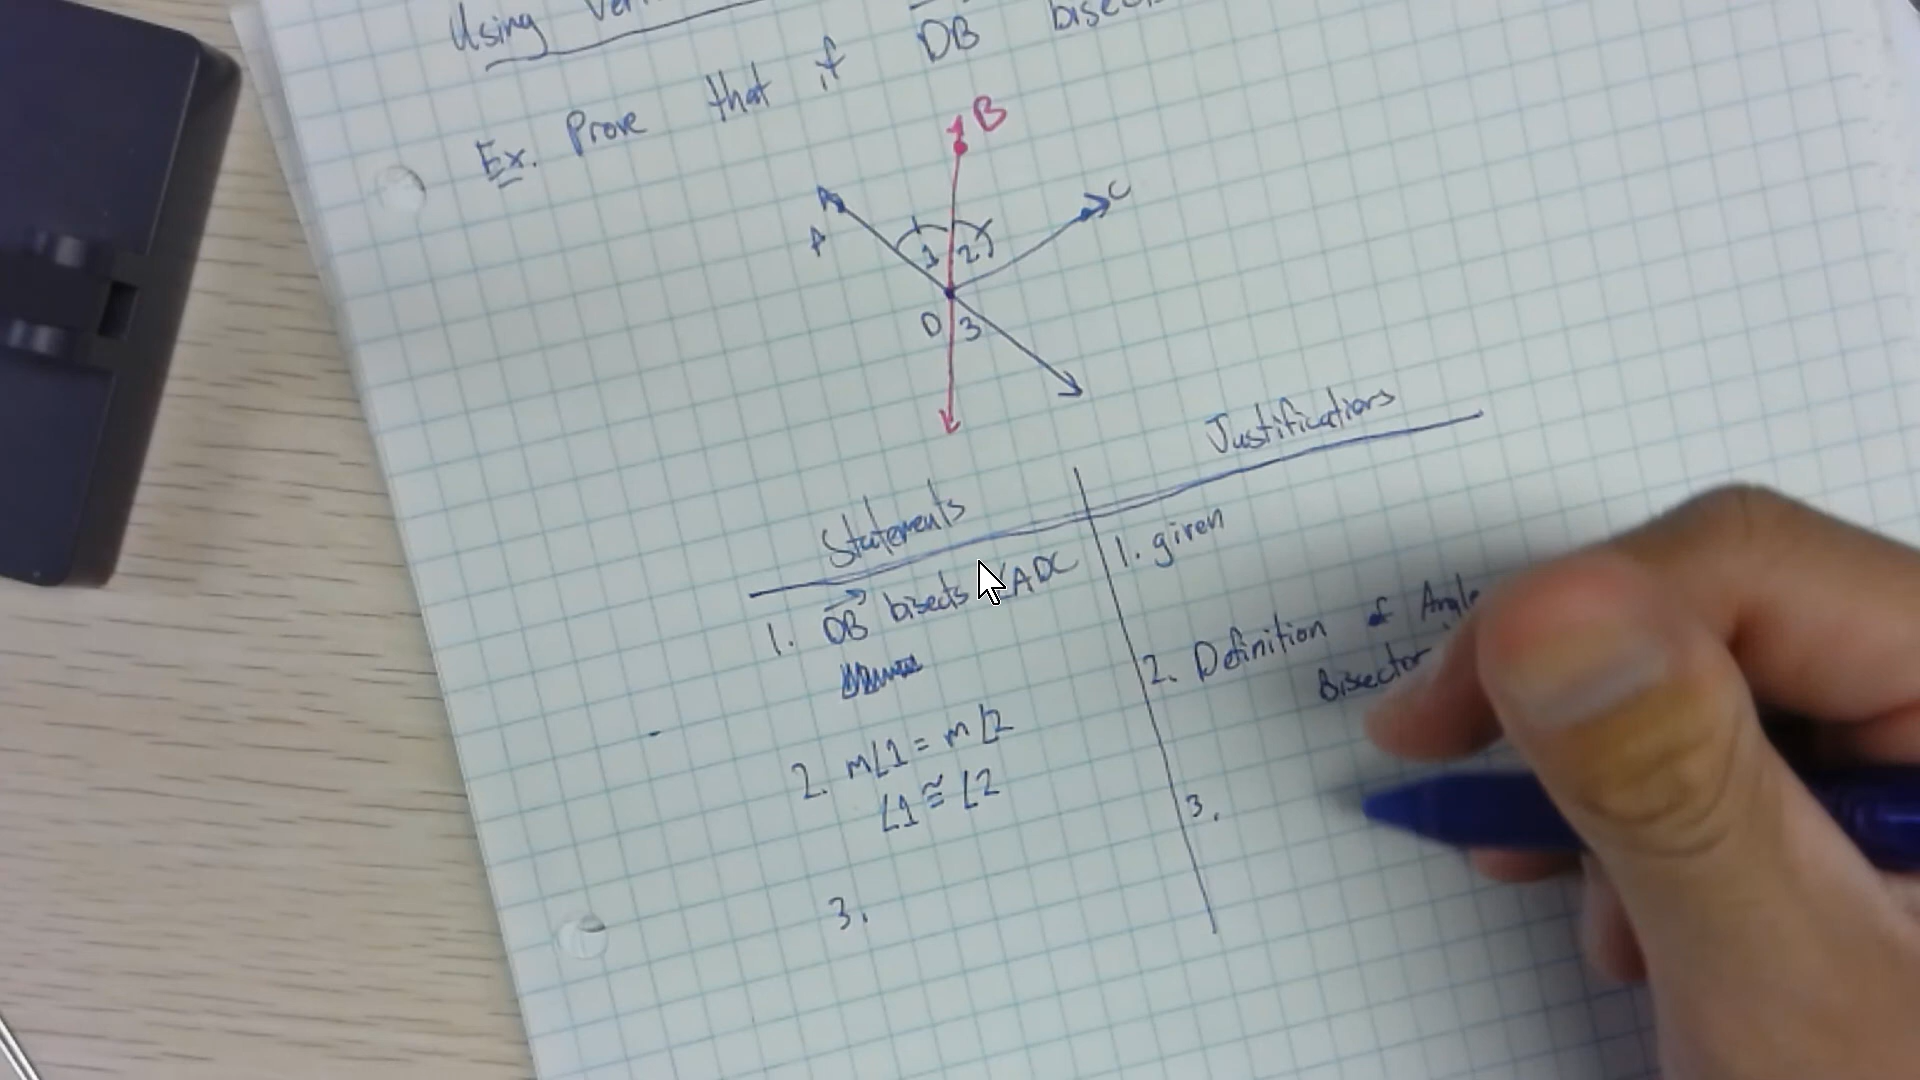 Using
Ex. Prove that if DB bisec
B
A
C
1 2
D 3
Statements Justifications
1. DB bisects ∠ADC 1. given
2. m∠1 = m∠2 2. Definition of Angle
∠1 ≅ ∠2 Bisector
3. 3.